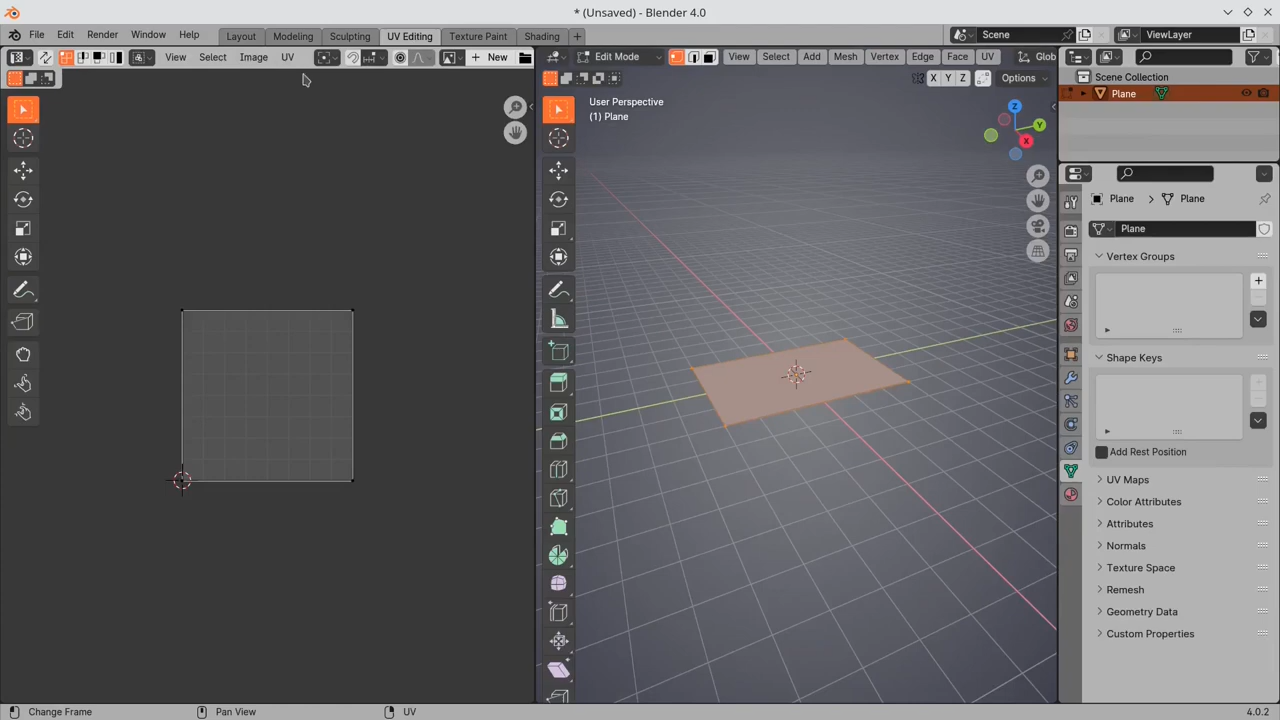 * (Unsaved) - Blender 4.0
File Edit Render Window Help Layout Modeling Sculpting UV Editing Texture Paint Shading + Scene ViewLayer
View Select Image UV + New Edit Mode View Select Add Mesh Vertex Edge Face UV Glob
X Y Z Options Scene Collection
Plane
User Perspective
(1) Plane
Z
Y
X
Plane > Plane
Plane
Vertex Groups
Shape Keys
Add Rest Position
UV Maps
Color Attributes
Attributes
Normals
Texture Space
Remesh
Geometry Data
Custom Properties
Change Frame Pan View UV 4.0.2